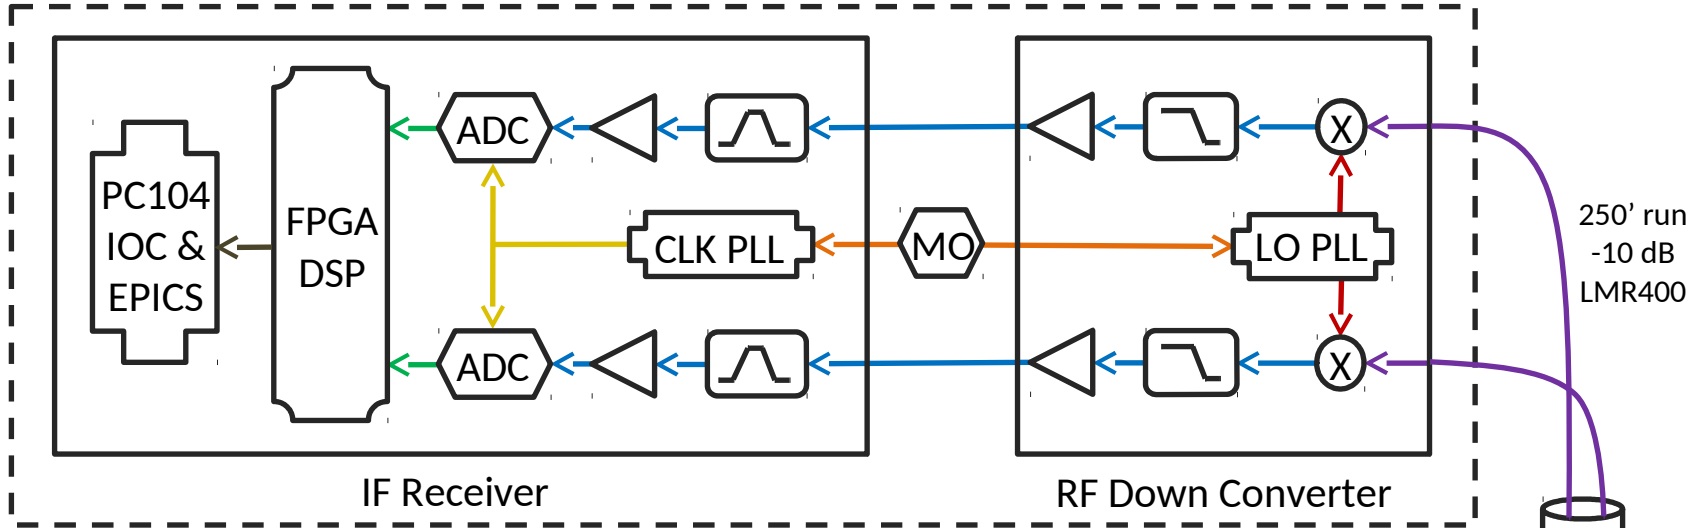 PC104
IOC &
EPICS
FPGA
DSP
ADC
ADC
CLK PLL
MO
X
LO PLL
X
250’ run
-10 dB
LMR400
IF Receiver
RF Down Converter